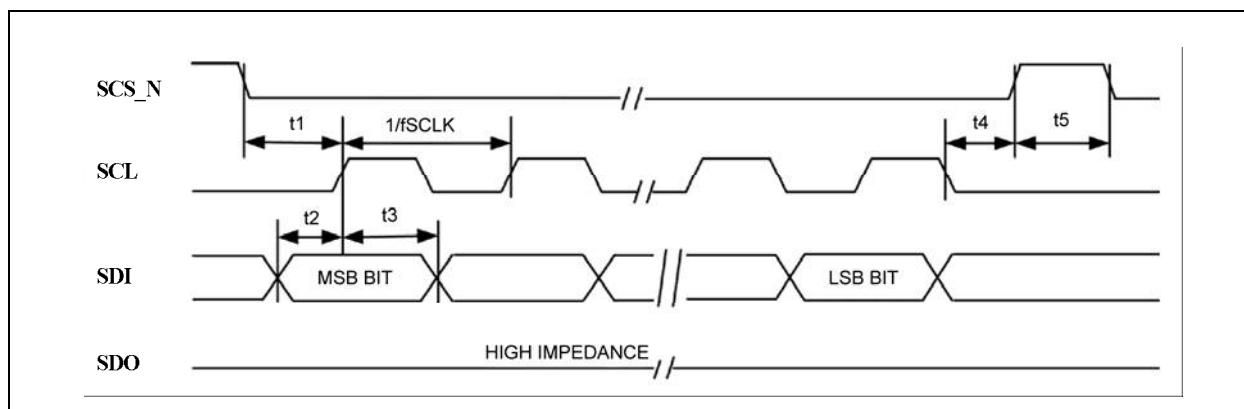 SCS_N
t1
1/fSCLK
t4
t5
SCL
t2
t3
SDI
MSB BIT
LSB BIT
SDO
HIGH IMPEDANCE